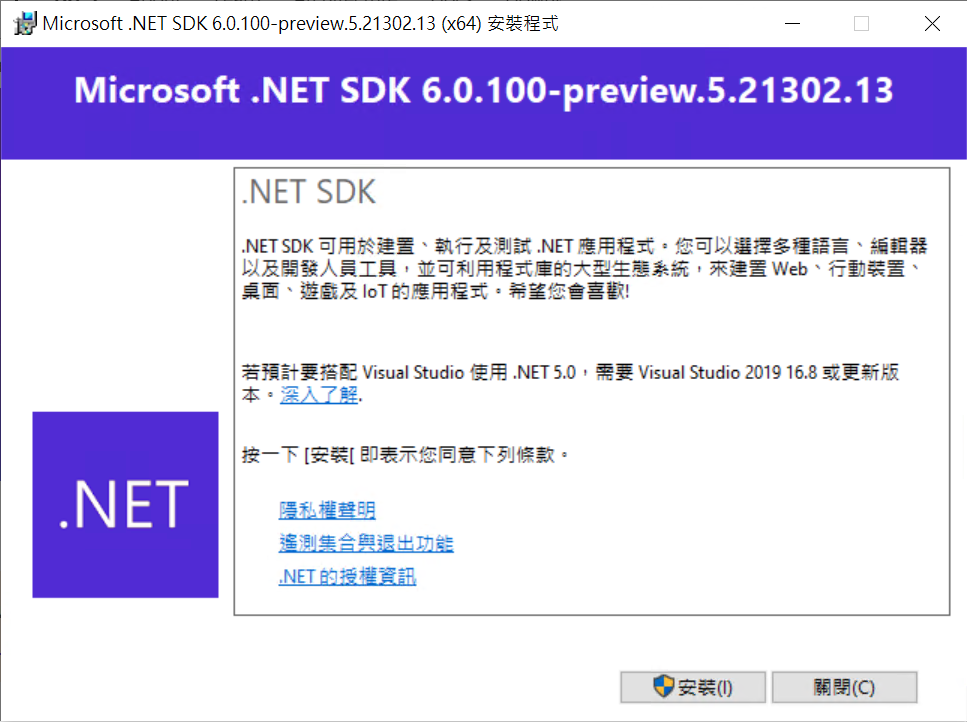 Microsoft .NET SDK 6.0.100-preview.5.21302.13 (x64) 安裝程式
Microsoft .NET SDK 6.0.100-preview.5.21302.13
.NET SDK
.NET SDK 可用於建置、執行及測試 .NET 應用程式。您可以選擇多種語言、編輯器
以及開發人員工具，並可利用程式庫的大型生態系統，來建置 Web、行動裝置、
桌面、遊戲及 IoT 的應用程式。希望您會喜歡!
若預計要搭配 Visual Studio 使用 .NET 5.0，需要 Visual Studio 2019 16.8 或更新版
本。深入了解.
按一下 [安裝[ 即表示您同意下列條款。
隱私權聲明
遙測集合與退出功能
.NET 的授權資訊
.NET
安裝(I)
關閉(C)